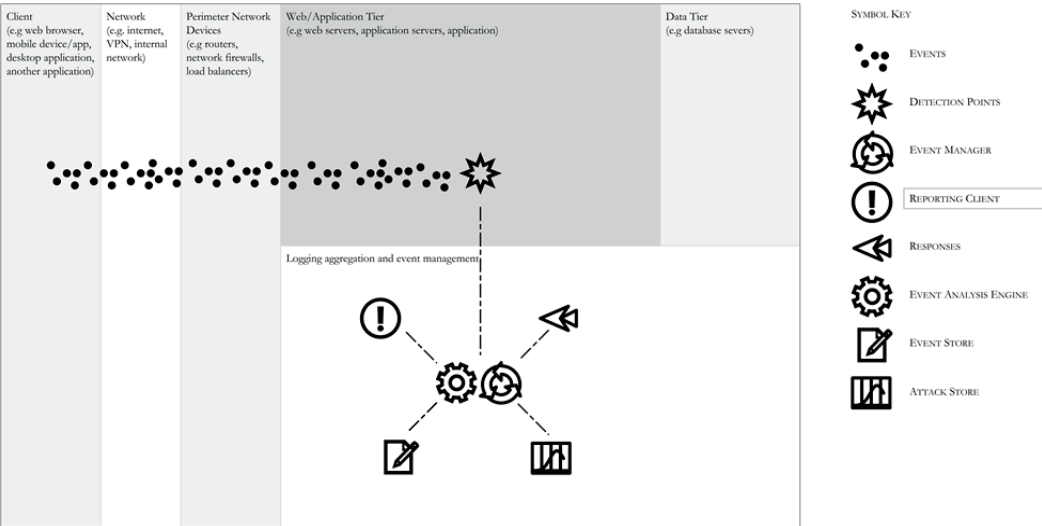 Client
(e.g web browser,
mobile device/app,
desktop application,
another application)
Network
(e.g. internet,
VPN, internal
network)
Perimeter Network
Devices
(e.g routers,
network firewalls,
load balancers)
Web/Application Tier
(e.g web servers, application servers, application)
Data Tier
(e.g database severs)
Logging aggregation and event management
SYMBOL KEY
EVENTS
DETECTION POINTS
EVENT MANAGER
REPORTING CLIENT
RESPONSES
EVENT ANALYSIS ENGINE
EVENT STORE
ATTACK STORE